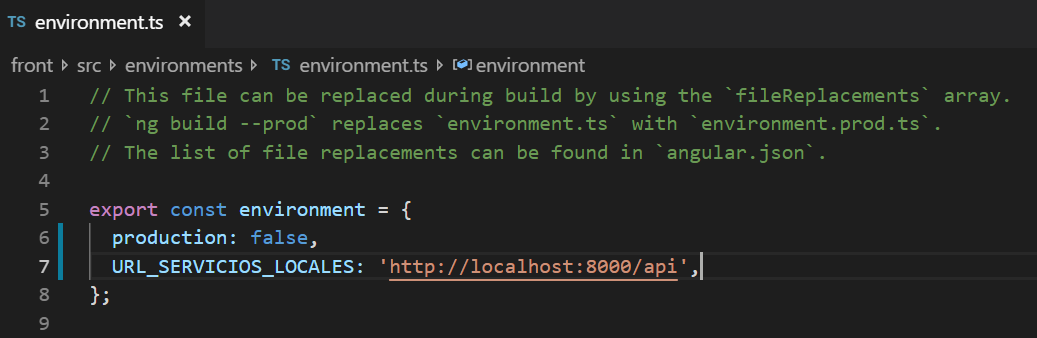 TS environment.ts ×
front > src > environments > TS environment.ts > environment
1 // This file can be replaced during build by using the `fileReplacements` array.
2 // `ng build --prod` replaces `environment.ts` with `environment.prod.ts`.
3 // The list of file replacements can be found in `angular.json`.
4
5 export const environment = {
6 production: false,
7 URL_SERVICIOS_LOCALES: 'http://localhost:8000/api',
8 };
9